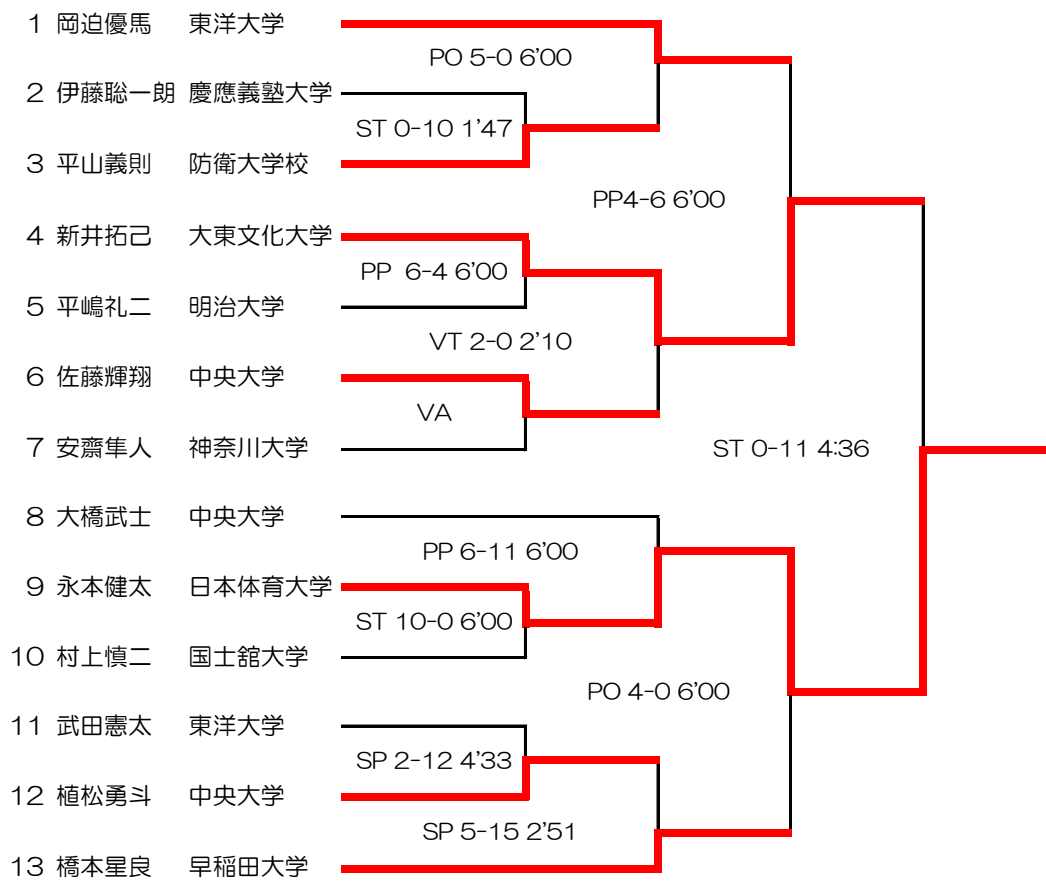 1 岡迫優馬 東洋大学
PO 5-0 6’00
2 伊藤聡一朗 慶應義塾大学
ST 0-10 1’47
3 平山義則 防衛大学校
PP4-6 6’00
4 新井拓己 大東文化大学
PP 6-4 6’00
5 平嶋礼二 明治大学
VT 2-0 2’10
6 佐藤輝翔 中央大学
VA
7 安齋隼人 神奈川大学
ST 0-11 4:36
8 大橋武士 中央大学
PP 6-11 6’00
9 永本健太 日本体育大学
ST 10-0 6’00
10 村上慎二 国士舘大学
PO 4-0 6’00
11 武田憲太 東洋大学
SP 2-12 4’33
12 植松勇斗 中央大学
SP 5-15 2’51
13 橋本星良 早稲田大学